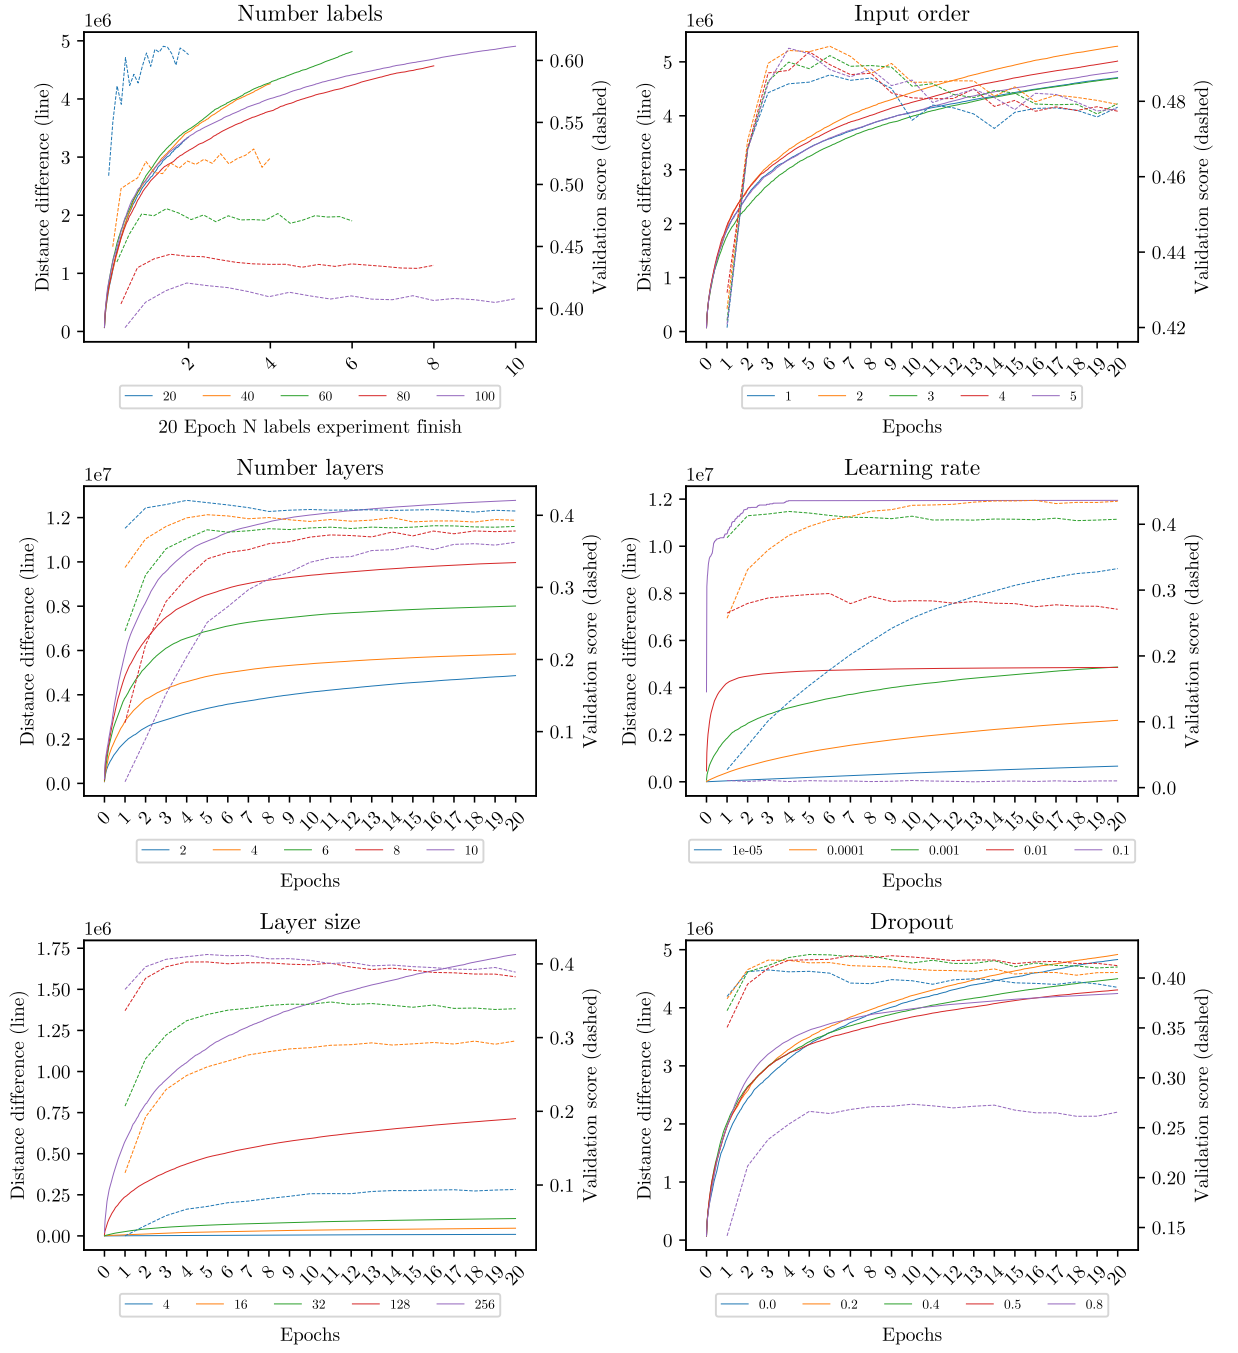 Number labels
1e6
Distance difference (line)
5
4
3
2
1
0
0.60
0.55
0.50
0.45
0.40
Validation score (dashed)
2
6
10
20 40 60 80 100
20 Epoch N labels experiment finish
Input order
1e6
Distance difference (line)
5
4
3
2
1
0
0.48
0.46
0.44
0.42
Validation score (dashed)
0 1 2 3 4 5 6 7 8 9 10 11 12 13 14 15 16 17 18 19 20
1 2 3 4 5
Epochs
Number layers
1e7
Distance difference (line)
1.2
1.0
0.8
0.6
0.4
0.2
0.0
0.4
0.3
0.2
0.1
Validation score (dashed)
0 1 2 3 4 5 6 7 8 9 10 11 12 13 14 15 16 17 18 19 20
2 4 6 8 10
Epochs
Learning rate
1e7
Distance difference (line)
1.2
1.0
0.8
0.6
0.4
0.2
0.0
0.4
0.3
0.2
0.1
0.0
Validation score (dashed)
0 1 2 3 4 5 6 7 8 9 10 11 12 13 14 15 16 17 18 19 20
1e-05 0.0001 0.001 0.01 0.1
Epochs
Layer size
1e6
Distance difference (line)
1.75
1.50
1.25
1.00
0.75
0.50
0.25
0.00
0.4
0.3
0.2
0.1
Validation score (dashed)
0 1 2 3 4 5 6 7 8 9 10 11 12 13 14 15 16 17 18 19 20
4 16 32 128 256
Epochs
Dropout
1e6
Distance difference (line)
5
4
3
2
1
0
0.40
0.35
0.30
0.25
0.20
0.15
Validation score (dashed)
0 1 2 3 4 5 6 7 8 9 10 11 12 13 14 15 16 17 18 19 20
0.0 0.2 0.4 0.5 0.8
Epochs